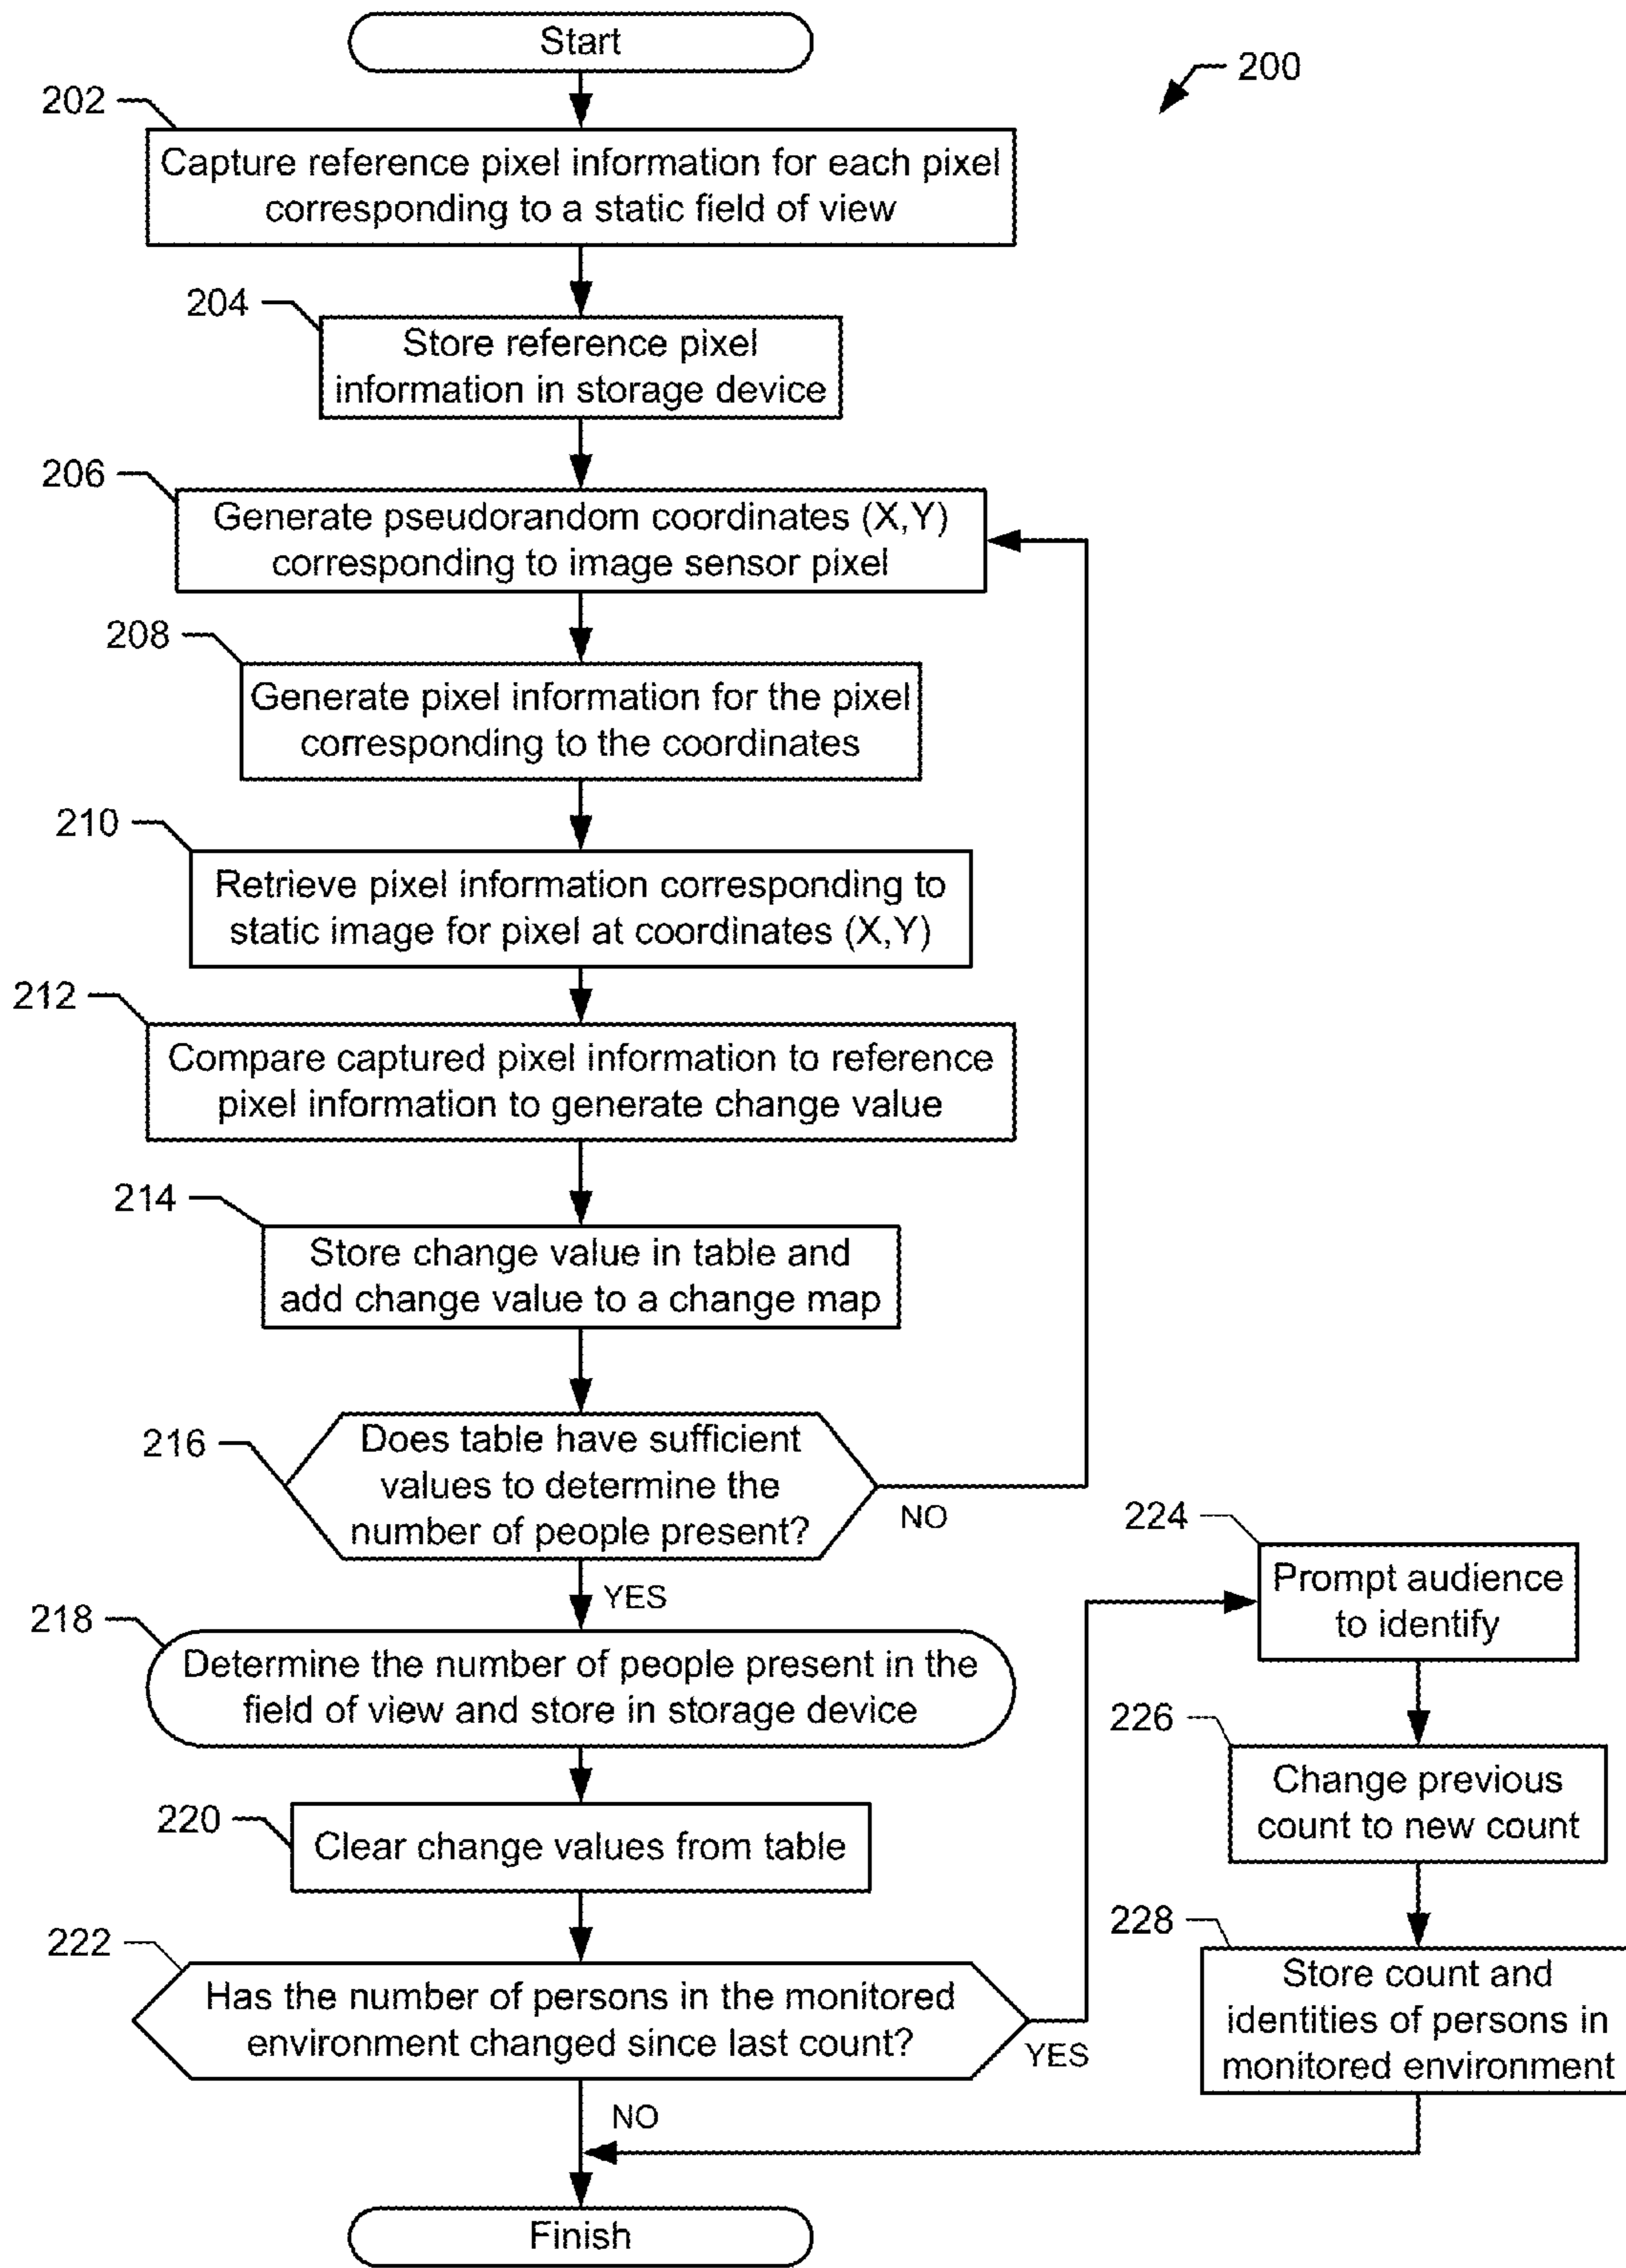 Start
200
202
Capture reference pixel information for each pixel
corresponding to a static field of view
204
Store reference pixel
information in storage device
206
Generate pseudorandom coordinates (X,Y)
corresponding to image sensor pixel
208
Generate pixel information for the pixel
corresponding to the coordinates
210
Retrieve pixel information corresponding to
static image for pixel at coordinates (X,Y)
212
Compare captured pixel information to reference
pixel information to generate change value
214
Store change value in table and
add change value to a change map
216
Does table have sufficient
values to determine the
number of people present?
NO
YES
218
Determine the number of people present in the
field of view and store in storage device
220
Clear change values from table
222
Has the number of persons in the monitored
environment changed since last count?
YES
NO
224
Prompt audience
to identify
226
Change previous
count to new count
228
Store count and
identities of persons in
monitored environment
Finish